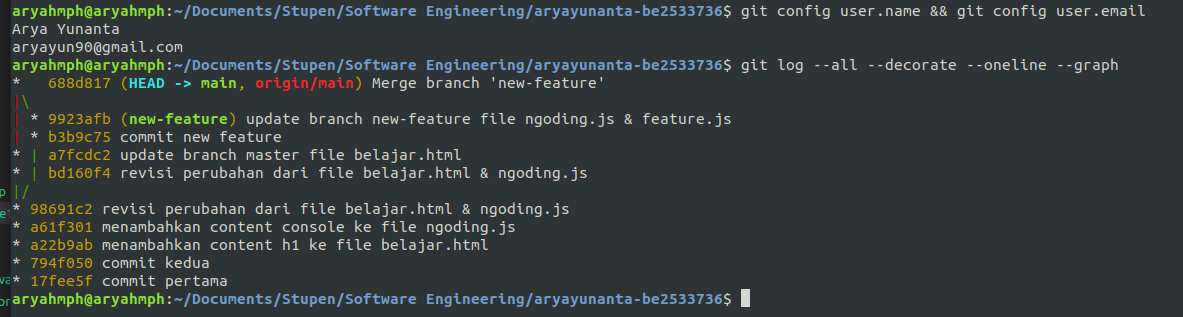 aryahmph@aryahmph:~/Documents/Stupen/Software Engineering/aryayunanta-be2533736$ git config user.name && git config user.email
Arya Yunanta
aryayun90@gmail.com
aryahmph@aryahmph:~/Documents/Stupen/Software Engineering/aryayunanta-be2533736$ git log --all --decorate --oneline --graph
*   688d817 (HEAD -> main, origin/main) Merge branch 'new-feature'
|\
| * 9923afb (new-feature) update branch new-feature file ngoding.js & feature.js
| * b3b9c75 commit new feature
* | a7fcdc2 update branch master file belajar.html
* | bd160f4 revisi perubahan dari file belajar.html & ngoding.js
|/
* 98691c2 revisi perubahan dari file belajar.html & ngoding.js
* a61f301 menambahkan content console ke file ngoding.js
* a22b9ab menambahkan content h1 ke file belajar.html
* 794f050 commit kedua
* 17fee5f commit pertama
aryahmph@aryahmph:~/Documents/Stupen/Software Engineering/aryayunanta-be2533736$